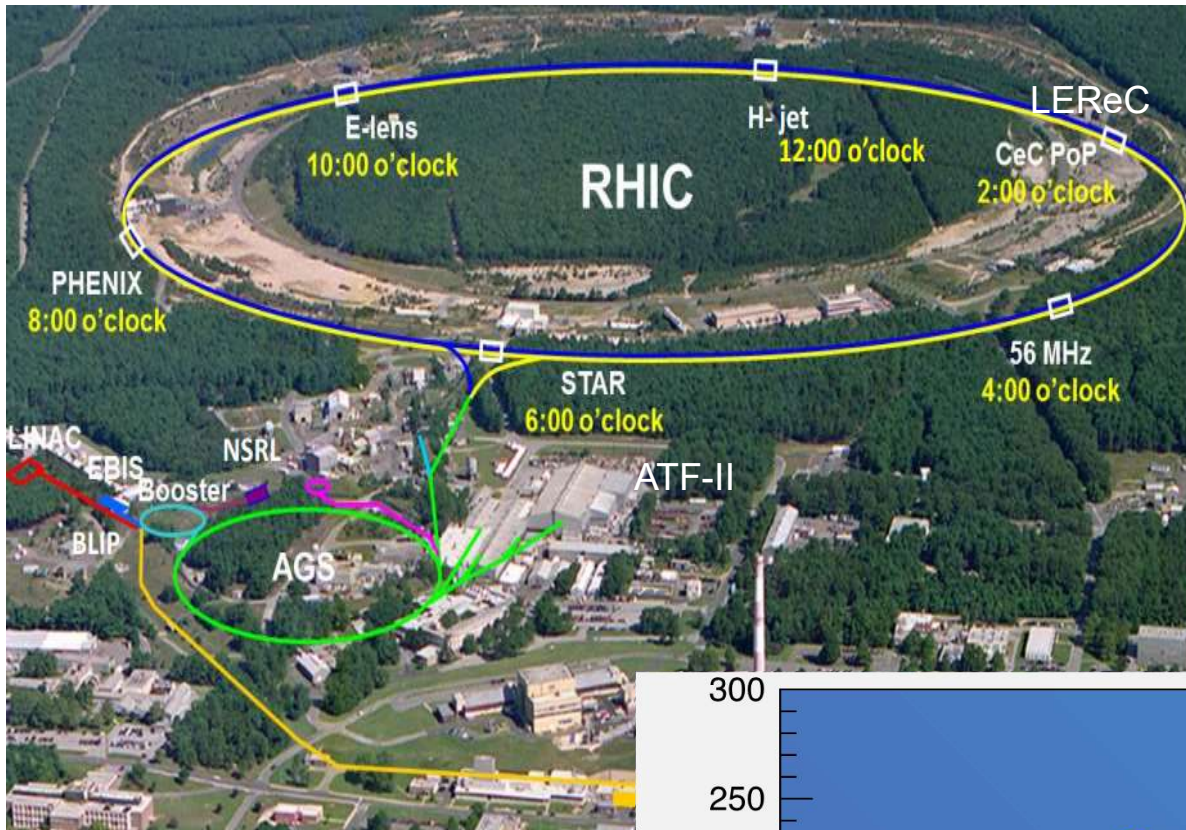 LEReC
E-lens
10:00 o'clock
H- jet
12:00 o'clock
CeC PoP
2:00 o'clock
RHIC
PHENIX
8:00 o'clock
56 MHz
4:00 o'clock
STAR
6:00 o'clock
LINAC
EBIS
NSRL
Booster
ATF-II
BLIP
AGS
300
250